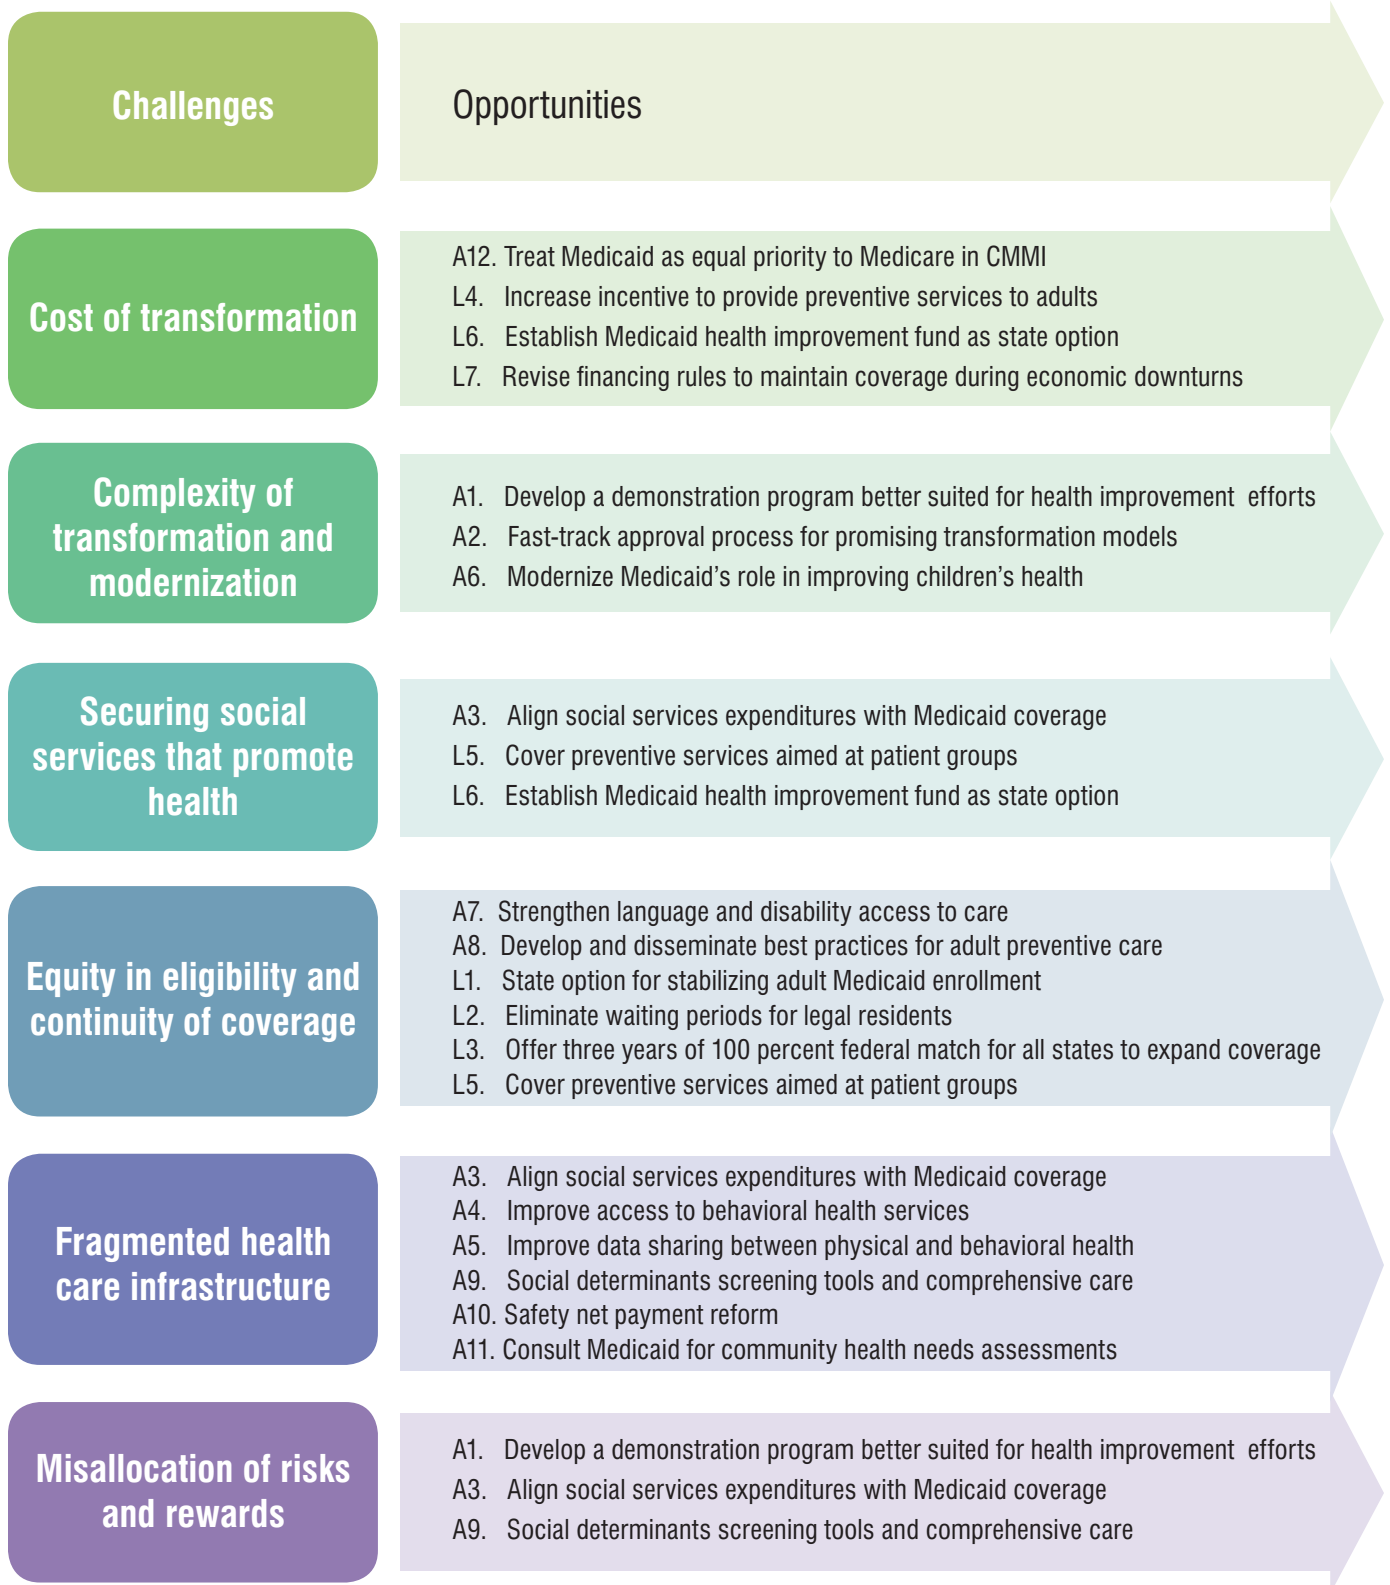 Challenges
Opportunities
Cost of transformation
A12. Treat Medicaid as equal priority to Medicare in CMMI
L4. Increase incentive to provide preventive services to adults
L6. Establish Medicaid health improvement fund as state option
L7. Revise financing rules to maintain coverage during economic downturns
Complexity of
transformation and
modernization
A1. Develop a demonstration program better suited for health improvement efforts
A2. Fast-track approval process for promising transformation models
A6. Modernize Medicaid’s role in improving children’s health
Securing social
services that promote
health
A3. Align social services expenditures with Medicaid coverage
L5. Cover preventive services aimed at patient groups
L6. Establish Medicaid health improvement fund as state option
Equity in eligibility and
continuity of coverage
A7. Strengthen language and disability access to care
A8. Develop and disseminate best practices for adult preventive care
L1. State option for stabilizing adult Medicaid enrollment
L2. Eliminate waiting periods for legal residents
L3. Offer three years of 100 percent federal match for all states to expand coverage
L5. Cover preventive services aimed at patient groups
Fragmented health
care infrastructure
A3. Align social services expenditures with Medicaid coverage
A4. Improve access to behavioral health services
A5. Improve data sharing between physical and behavioral health
A9. Social determinants screening tools and comprehensive care
A10. Safety net payment reform
A11. Consult Medicaid for community health needs assessments
Misallocation of risks
and rewards
A1. Develop a demonstration program better suited for health improvement efforts
A3. Align social services expenditures with Medicaid coverage
A9. Social determinants screening tools and comprehensive care